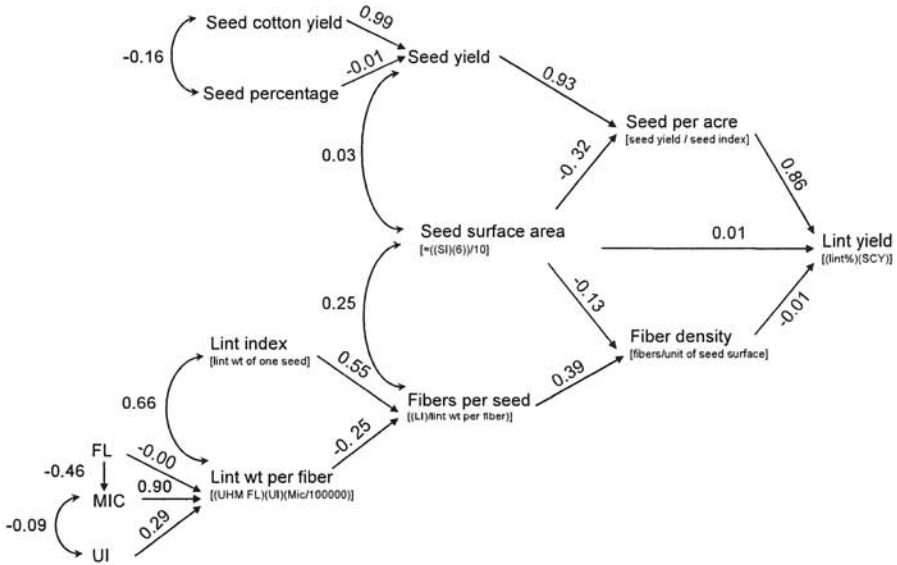 Seed cotton yield
0.99
-0.16
-0.01
Seed yield
Seed percentage
0.93
Seed per acre
[seed yield / seed index]
0.03
-0.32
0.86
Seed surface area
[=((SI)(6))/10]
0.01
Lint yield
[(lint%)(SCY)]
0.25
-0.13
-0.01
Lint index
[lint wt of one seed]
Fiber density
[fibers/unit of seed surface]
0.55
0.39
0.66
Fibers per seed
[(LI)/lint wt per fiber)]
-0.25
FL
-0.00
Lint wt per fiber
[(UHM FL)(UI)(Mic/100000)]
-0.46
0.90
MIC
-0.09
0.29
UI